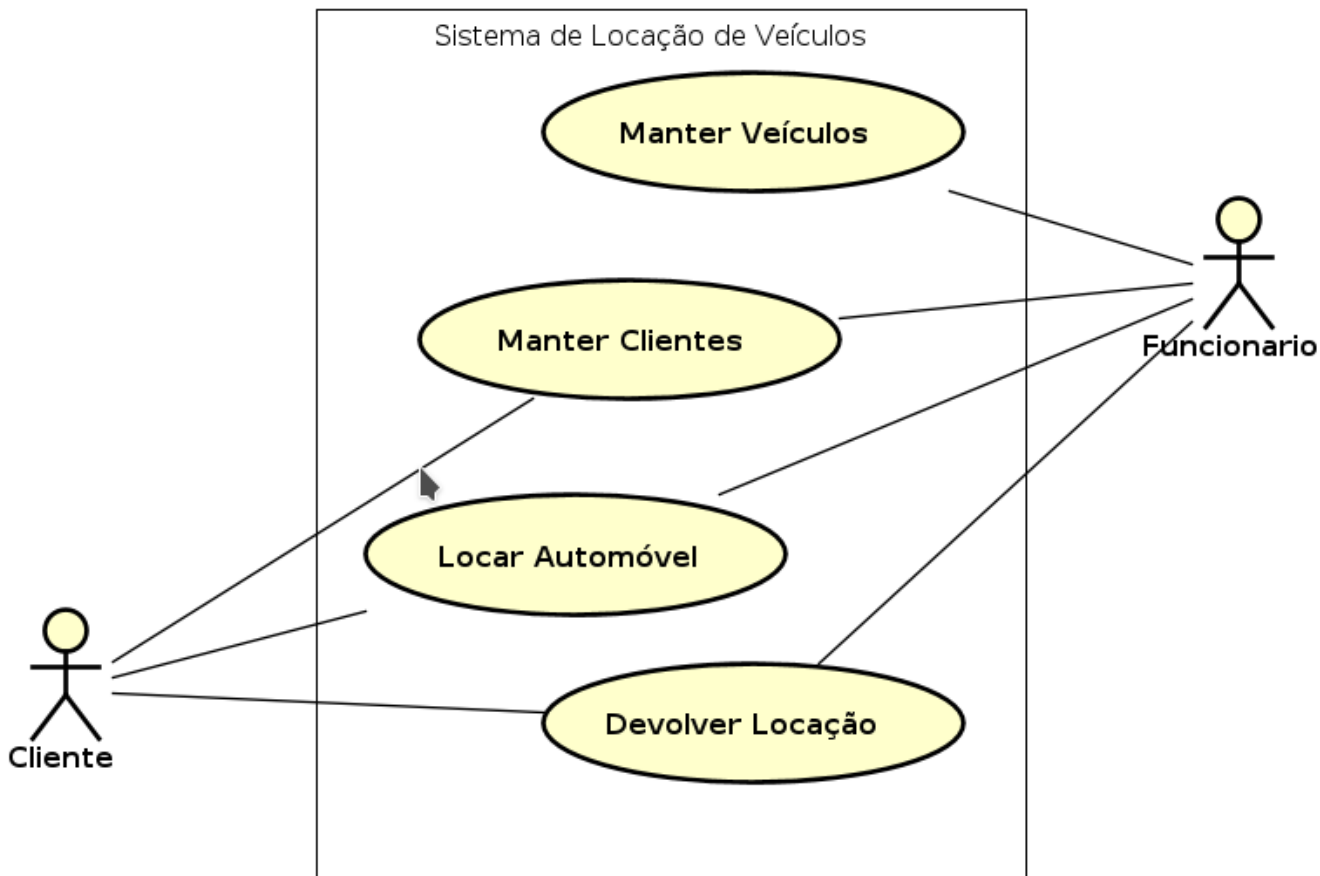 Sistema de Locação de Veículos
Manter Veículos
Manter Clientes
Funcionario
Locar Automóvel
Devolver Locação
Cliente